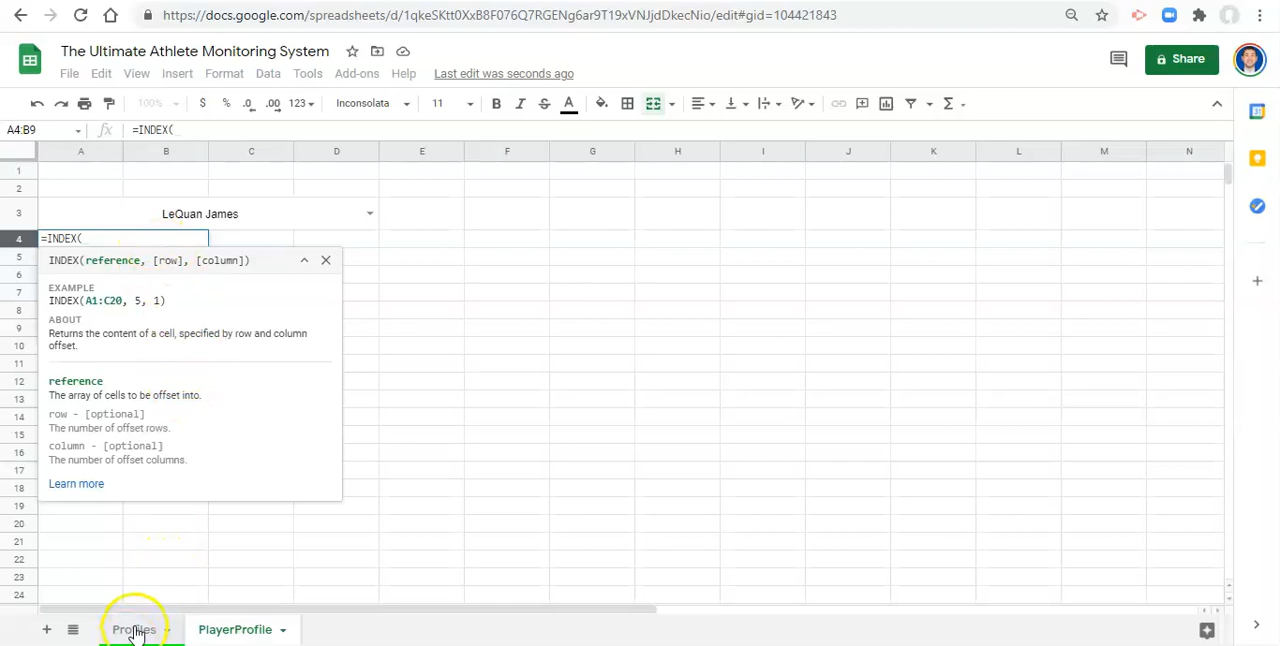 https://docs.google.com/spreadsheets/d/1qkeSKtt0XxB8F067Q7RGENg6ar9T19xVNJjdDkecNio/edit#gid=104421843
The Ultimate Athlete Monitoring System
File Edit View Insert Format Data Tools Add-ons Help Last edit was seconds ago
Share
100% $ % .0 .00 123 Inconsolata 11 B I S A
A4:B9 fx =INDEX(
A B C D E F G H I J K L M N
1
2
3 LeQuan James
4 =INDEX(
5 INDEX(reference, [row], [column])
6
7 EXAMPLE
8 INDEX(A1:C20, 5, 1)
9 ABOUT
Returns the content of a cell, specified by row and column
10 offset.
11
12 reference
13 The array of cells to be offset into.
14 row - [optional]
15 The number of offset rows.
16 column - [optional]
17 The number of offset columns.
18 Learn more
19
20
21
22
23
24
Profiles PlayerProfile